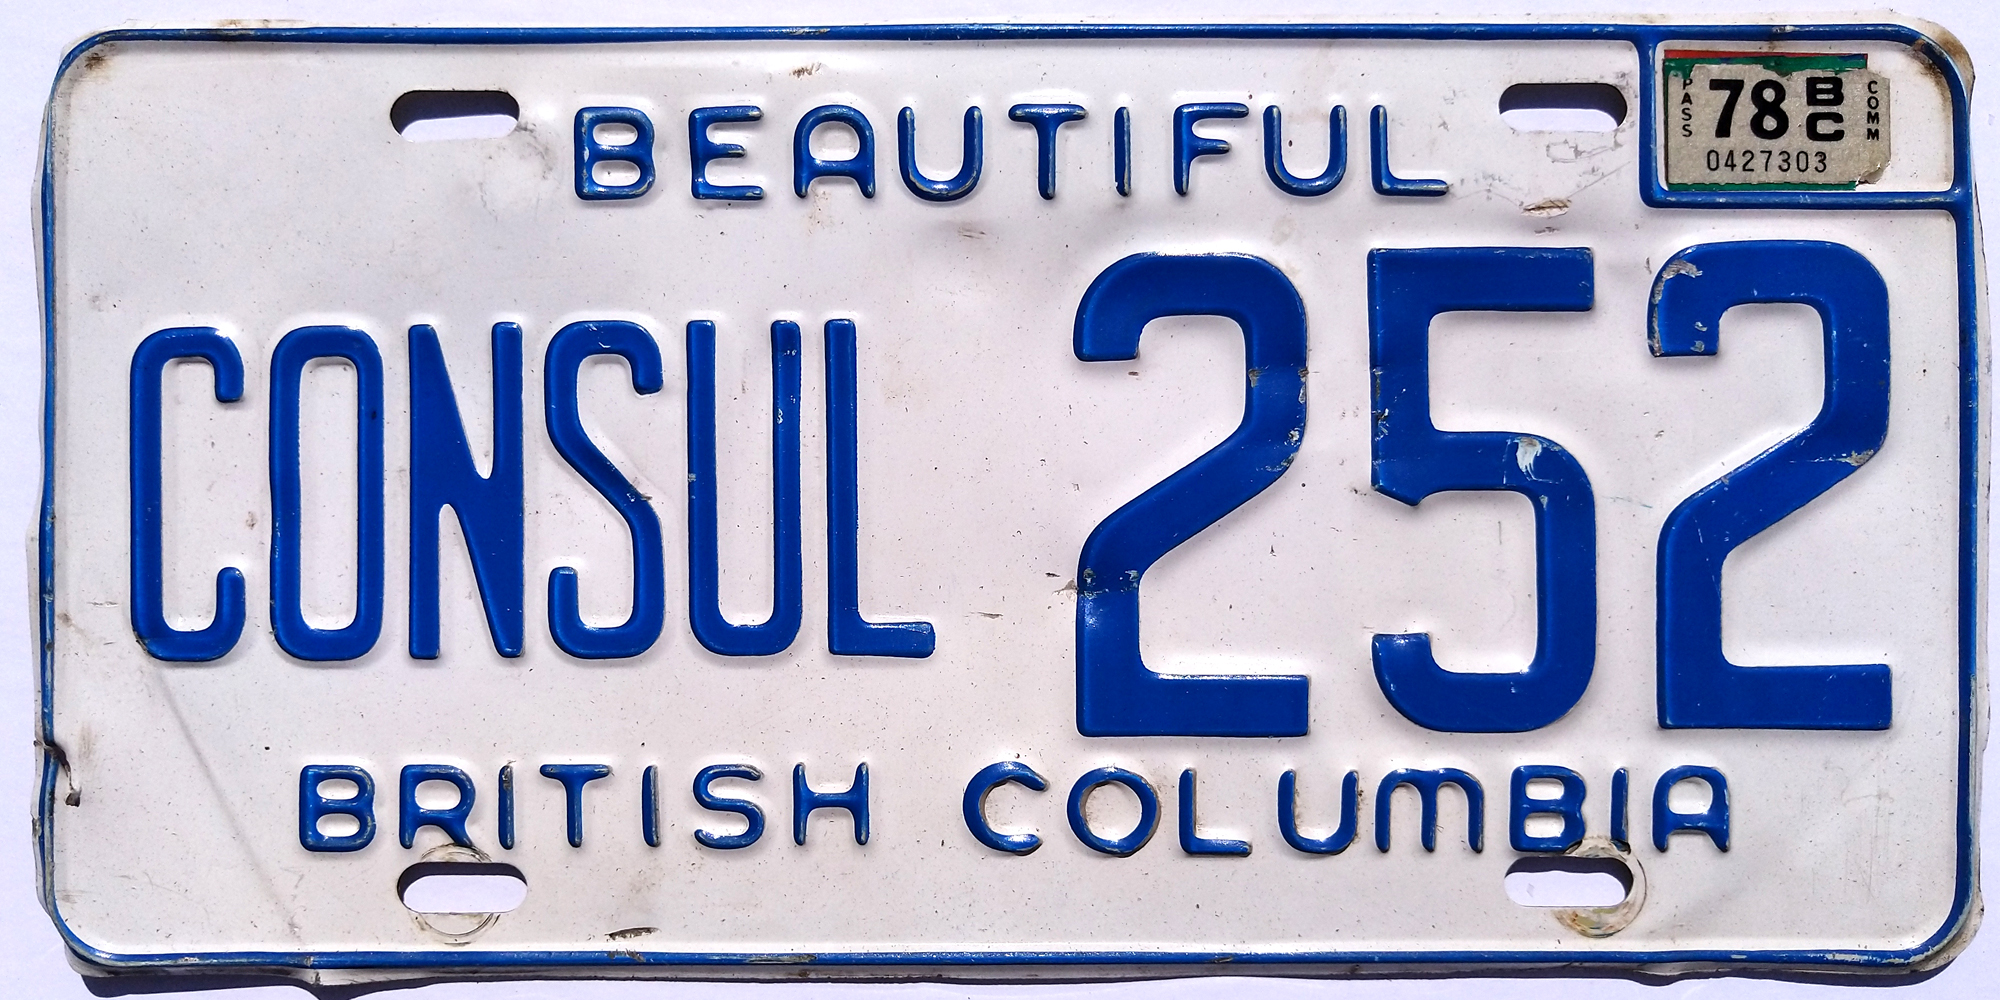 BEAUTIFUL
PASS 78 BC COMM
0427303
CONSUL 252
BRITISH COLUMBIA